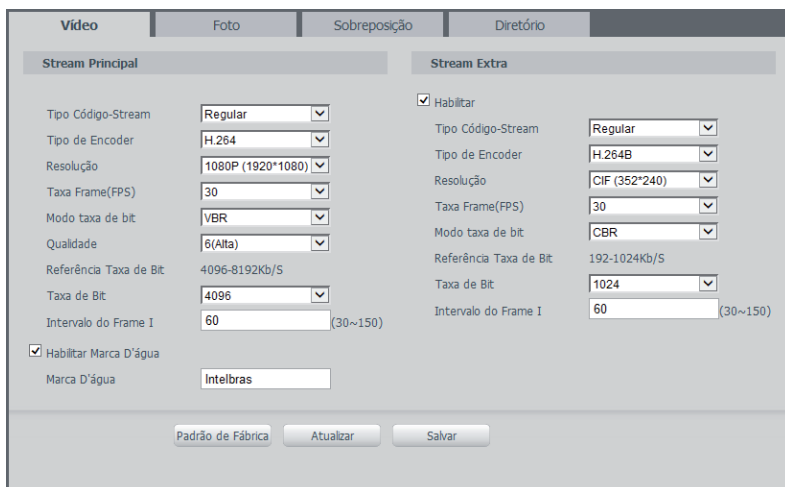 Vídeo Foto Sobreposição Diretório
Stream Principal
Tipo Código-Stream Regular
Tipo de Encoder H.264
Resolução 1080P (1920*1080)
Taxa Frame(FPS) 30
Modo taxa de bit VBR
Qualidade 6(Alta)
Referência Taxa de Bit 4096-8192Kb/S
Taxa de Bit 4096
Intervalo do Frame I 60 (30~150)
Habilitar Marca D'água
Marca D'água Intelbras
Stream Extra
Habilitar
Tipo Código-Stream Regular
Tipo de Encoder H.264B
Resolução CIF (352*240)
Taxa Frame(FPS) 30
Modo taxa de bit CBR
Referência Taxa de Bit 192-1024Kb/S
Taxa de Bit 1024
Intervalo do Frame I 60 (30~150)
Padrão de Fábrica Atualizar Salvar